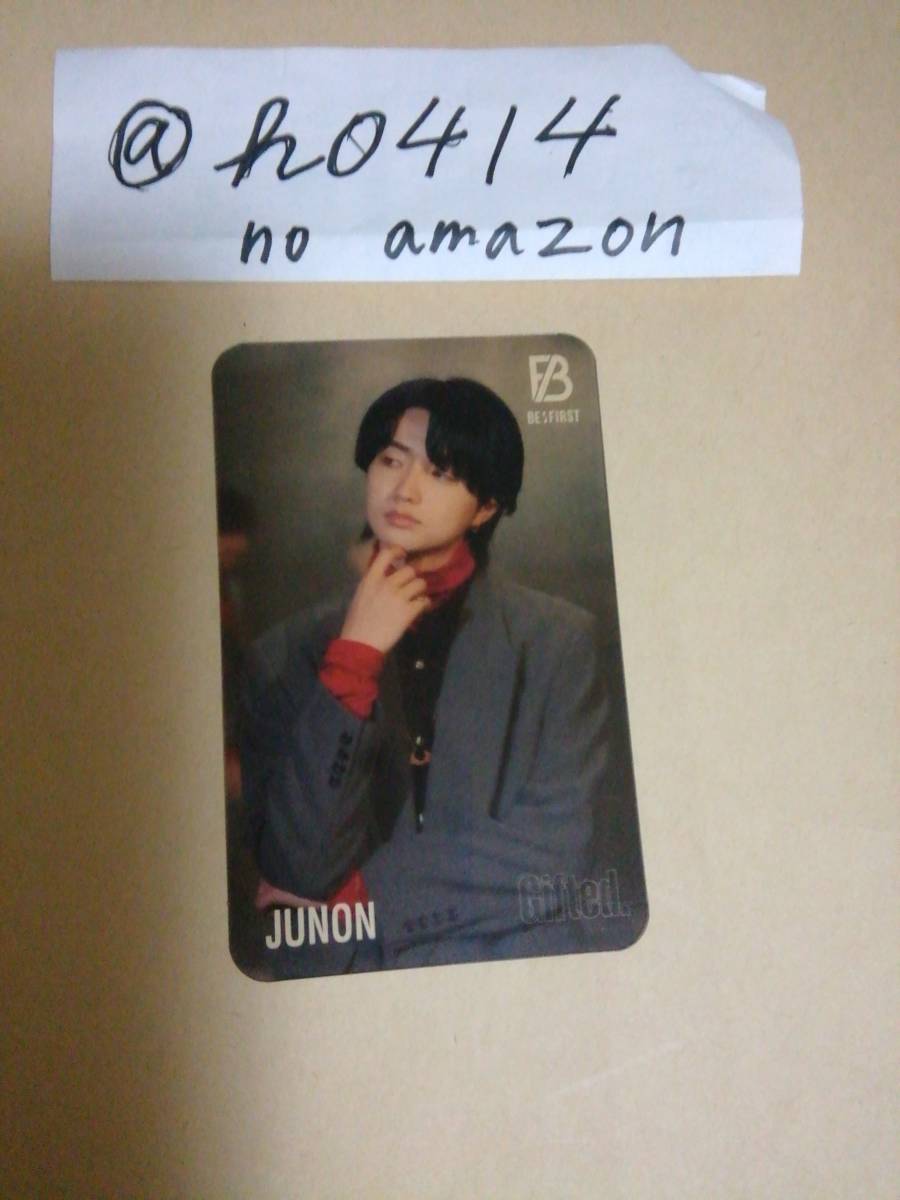 @h0414
no amazon
BE:FIRST
JUNON
Gifted.